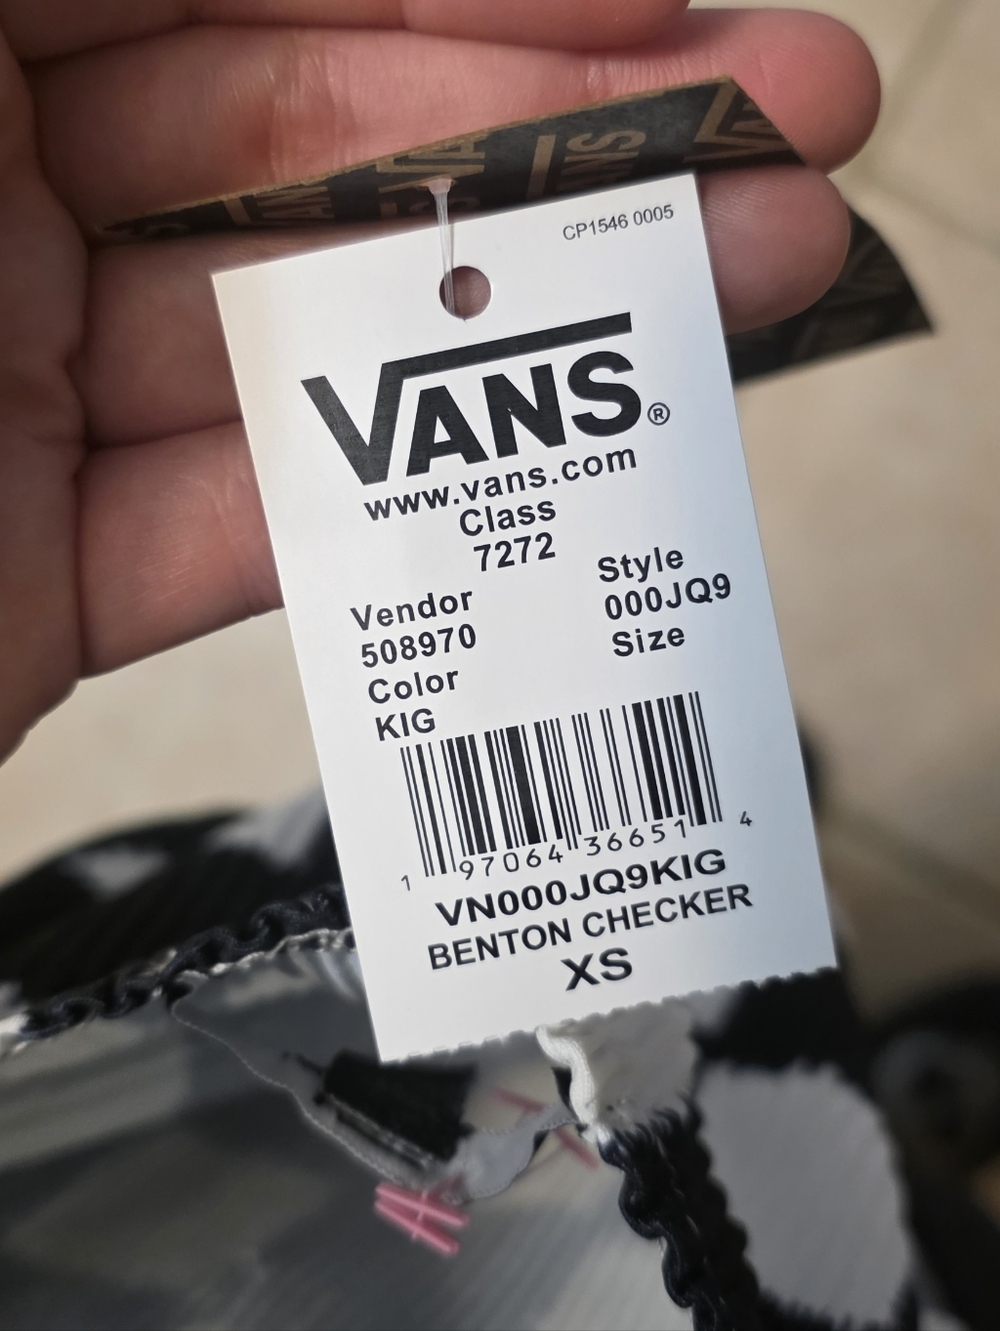 CP1546 0005
VANS®
www.vans.com
Class
7272
Vendor
508970
Color
KIG
Style
000JQ9
Size
1 97064 36651 4
VN000JQ9KIG
BENTON CHECKER
XS